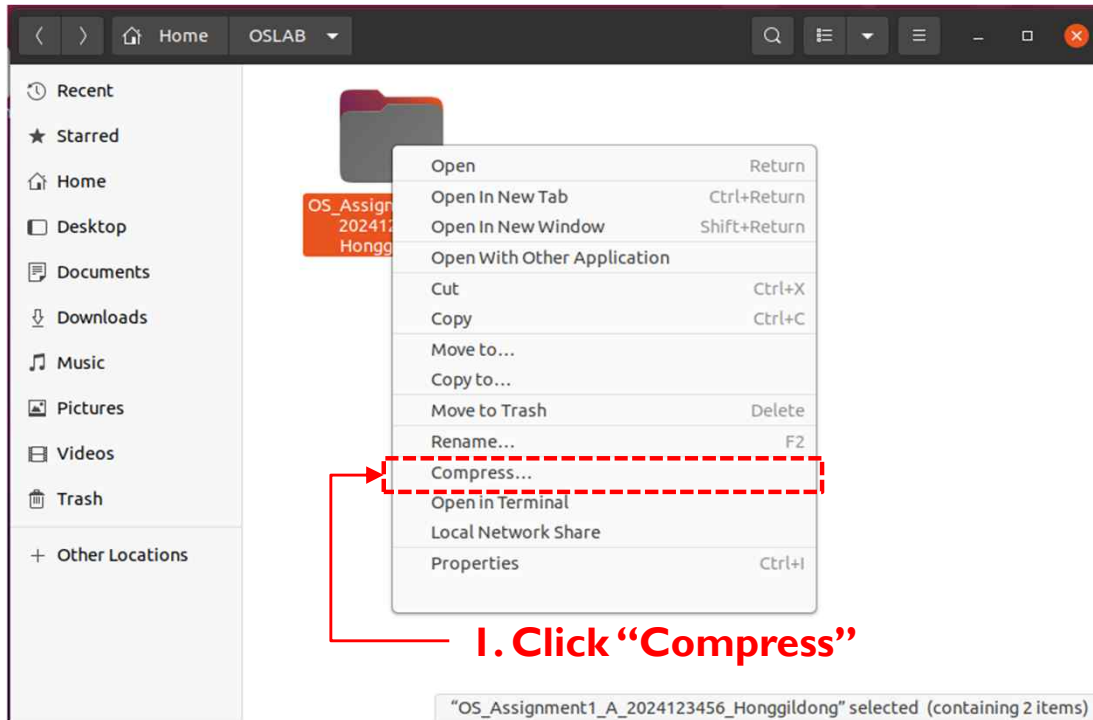 Home OSLAB
Recent
Starred
Home
Desktop
Documents
Downloads
Music
Pictures
Videos
Trash
+ Other Locations
OS_Assign
202412
Hongg
Open Return
Open In New Tab Ctrl+Return
Open In New Window Shift+Return
Open With Other Application
Cut Ctrl+X
Copy Ctrl+C
Move to…
Copy to…
Move to Trash Delete
Rename… F2
Compress…
Open in Terminal
Local Network Share
Properties Ctrl+I
1. Click “Compress”
“OS_Assignment1_A_2024123456_Honggildong” selected (containing 2 items)